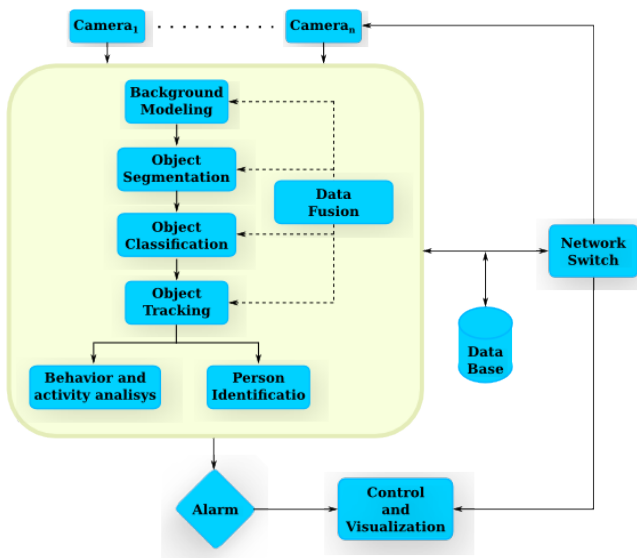 Camera₁
Cameraₙ
Background
Modeling
Object
Segmentation
Data
Fusion
Object
Classification
Network
Switch
Object
Tracking
Data
Base
Behavior and
activity analisys
Person
Identificatio
Alarm
Control
and
Visualization